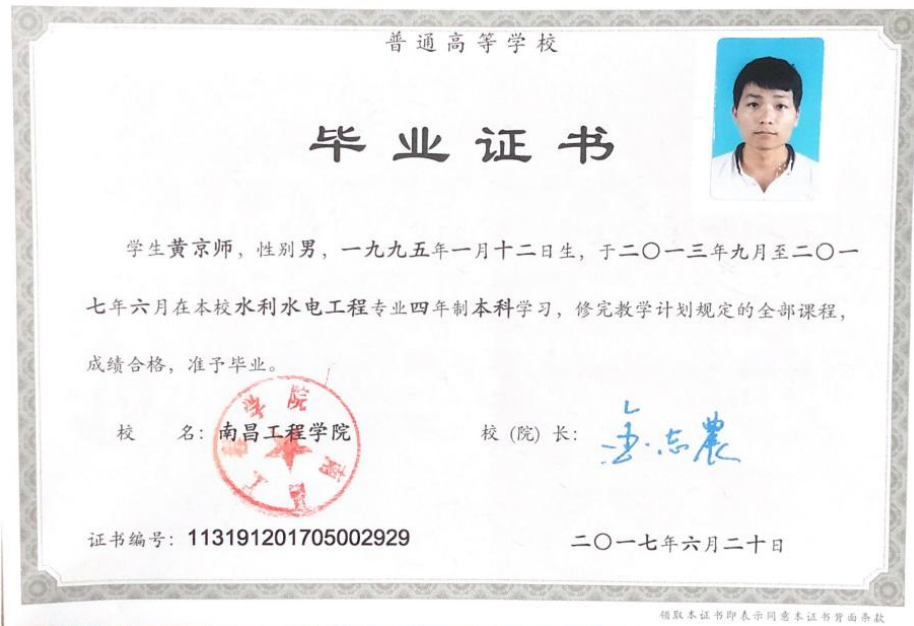 普通高等学校
毕业证书
学生黄京师，性别男，一九九五年一月十二日生，于二〇一三年九月至二〇一
七年六月在本校水利水电工程专业四年制本科学习，修完教学计划规定的全部课程，
成绩合格，准予毕业。
校 名：南昌工程学院
校（院）长：金志農
证书编号：113191201705002929
二〇一七年六月二十日
领取本证书即表示同意本证书背面条款